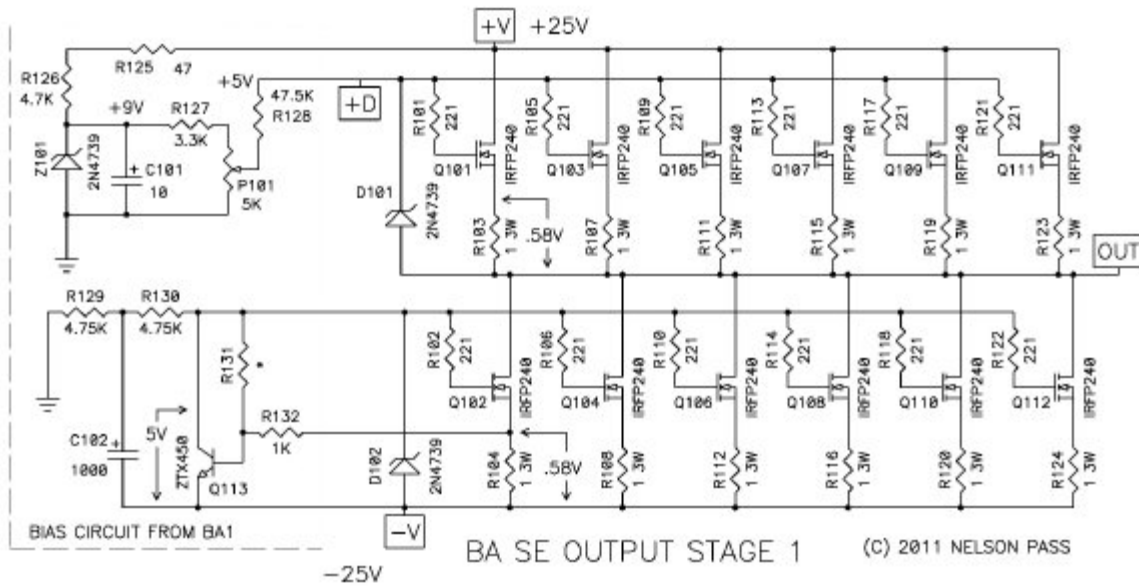 +V +25V
R125 47
R126 4.7K
+9V
R127 3.3K
+5V
47.5K R128
+D
Z101 2N4739
C101 10
P101 5K
D101 2N4739
R101 221
R105 221
R109 221
R113 221
R117 221
R121 221
Q101 IRFP240
Q103 IRFP240
Q105 IRFP240
Q107 IRFP240
Q109 IRFP240
Q111 IRFP240
R103 1 3W
.58V
R107 1 3W
R111 1 3W
R115 1 3W
R119 1 3W
R123 1 3W
OUT
R129 4.75K
R130 4.75K
R131 *
R132 1K
C102 1000
5V
ZTX450 Q113
D102 2N4739
R102 221
R106 221
R110 221
R114 221
R118 221
R122 221
Q102 IRFP240
Q104 IRFP240
Q106 IRFP240
Q108 IRFP240
Q110 IRFP240
Q112 IRFP240
R104 1 3W
.58V
R108 1 3W
R112 1 3W
R116 1 3W
R120 1 3W
R124 1 3W
BIAS CIRCUIT FROM BA1
-V
-25V
BA SE OUTPUT STAGE 1
(C) 2011 NELSON PASS